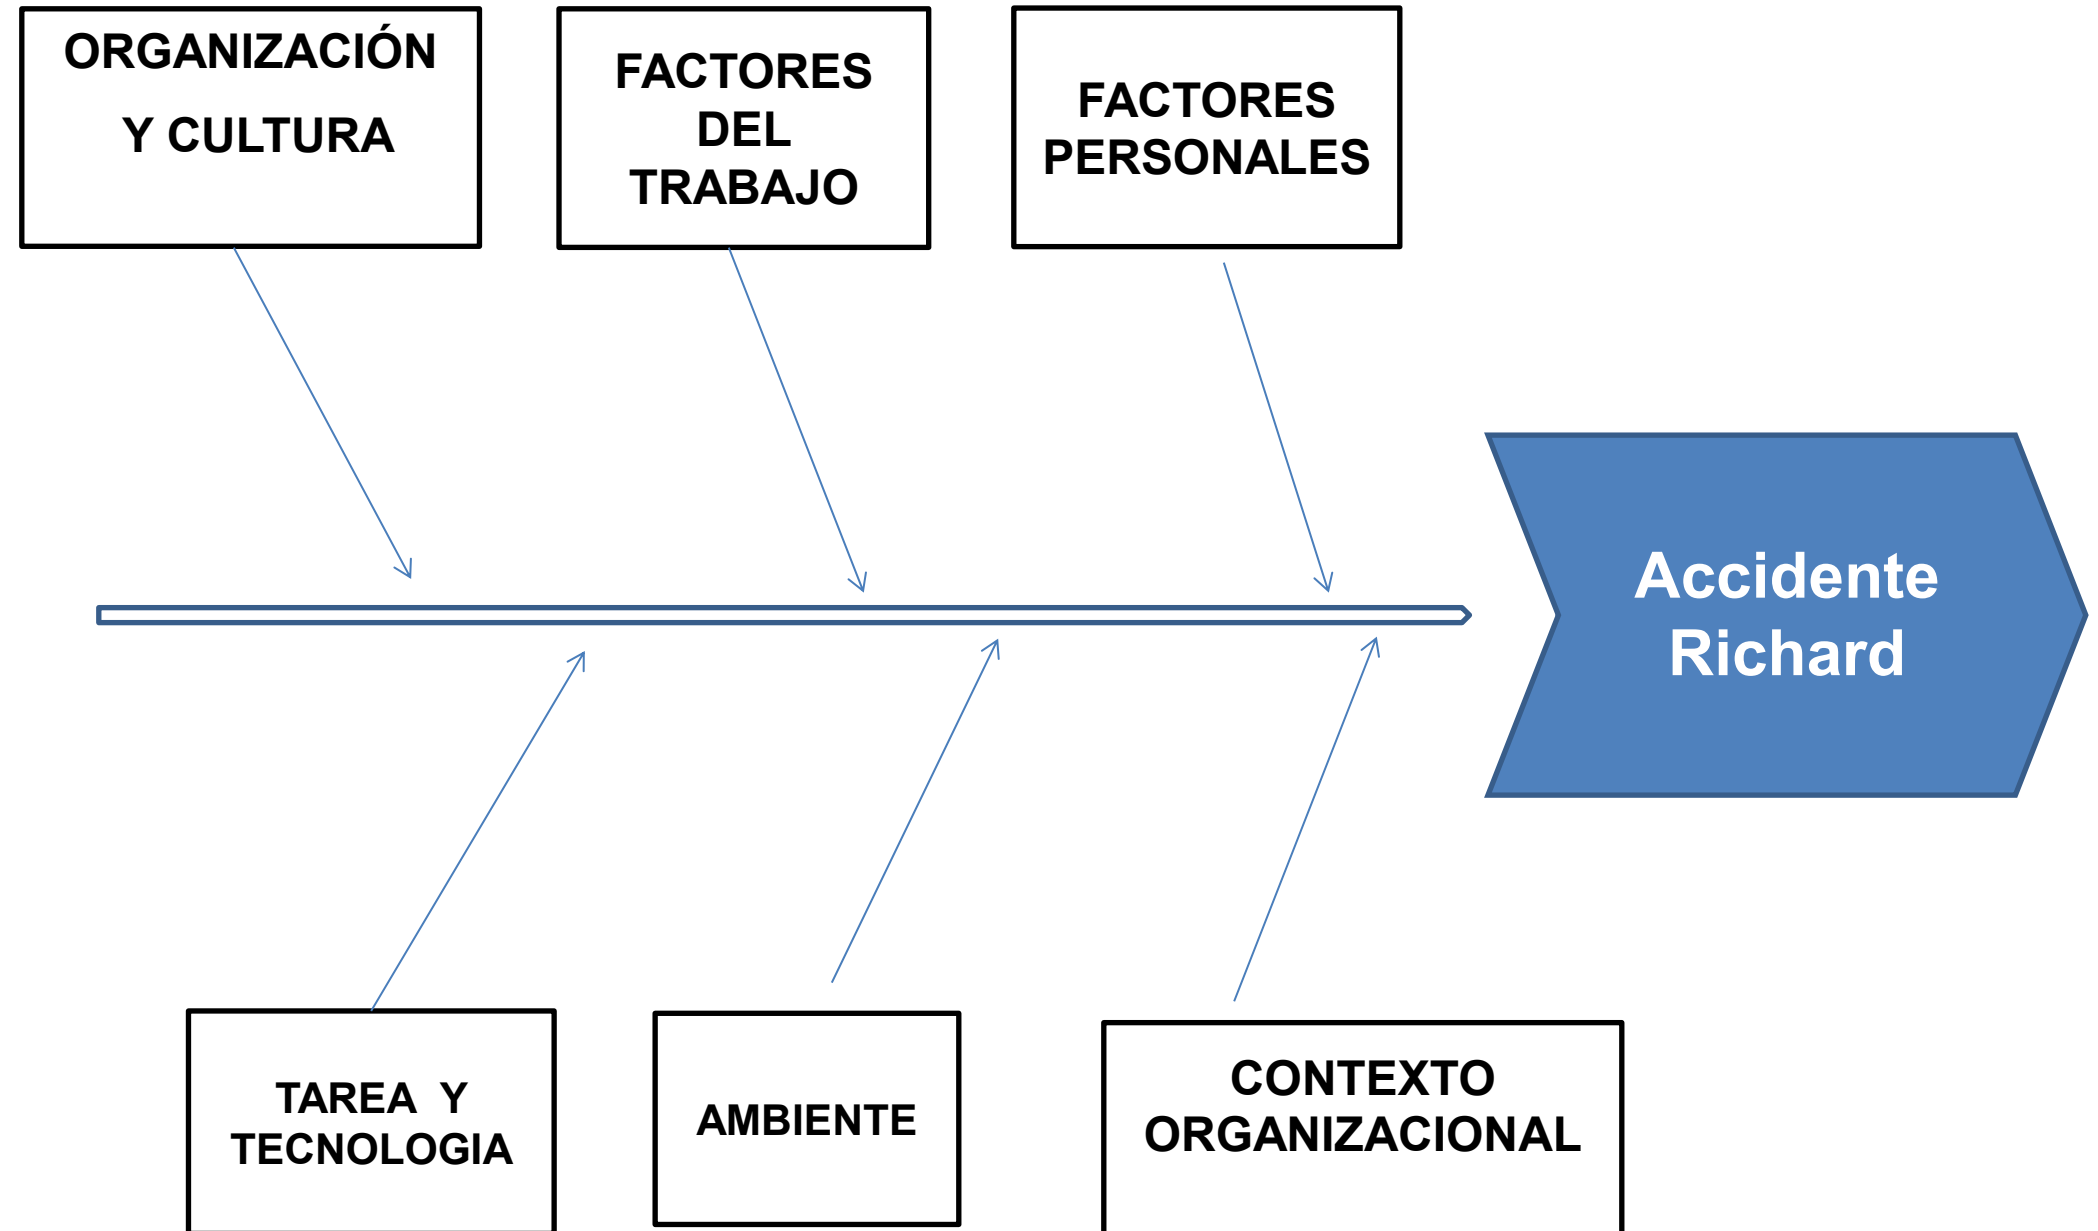 ORGANIZACIÓN
Y CULTURA
FACTORES
DEL
TRABAJO
FACTORES
PERSONALES
Accidente
Richard
TAREA Y
TECNOLOGIA
AMBIENTE
CONTEXTO
ORGANIZACIONAL